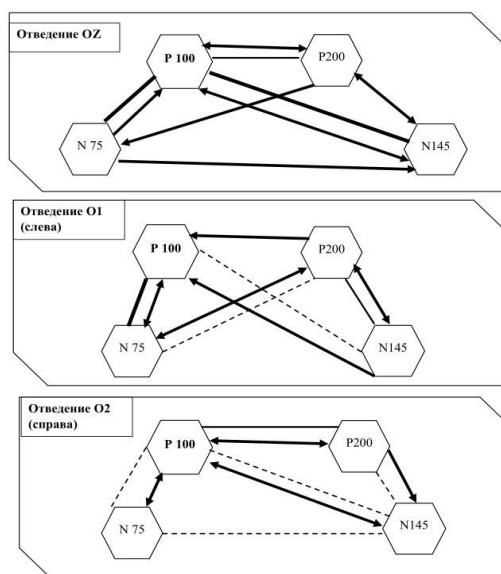 Отведение OZ
P 100
P200
N 75
N145
Отведение O1
(слева)
P 100
P200
N 75
N145
Отведение O2
(справа)
P 100
P200
N 75
N145